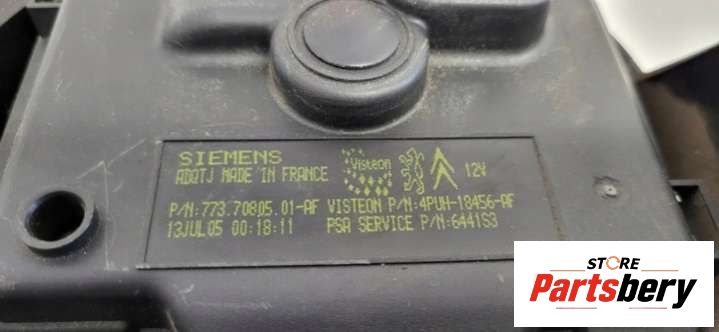 SIEMENS
ADQTJ MADE IN FRANCE
Visteon
12V
P/N:773.70805.01-AF VISTEON P/N:4PUH-18456-AF
13JUL05 00:18:11 PSA SERVICE P/N:6441S3
STORE
Partsbery